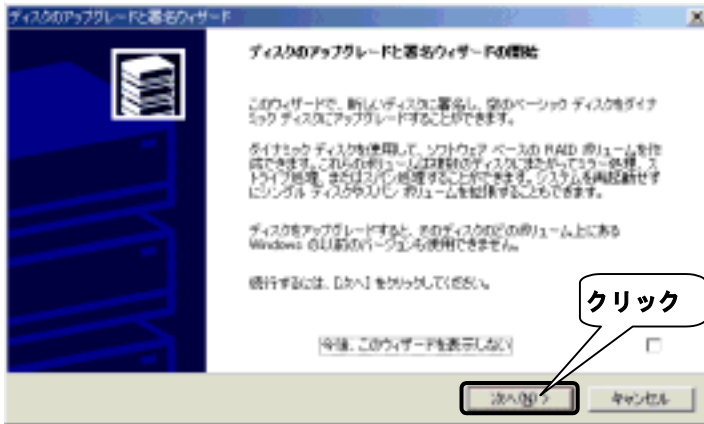 ディスクのアップグレードと署名ウィザード
ディスクのアップグレードと署名ウィザードの開始
このウィザードで、新しいディスクに署名し、空のベーシック ディスクをダイナ
ミック ディスクにアップグレードすることができます。
ダイナミック ディスクを使用して、ソフトウェア ベースの RAID ボリュームを作
成できます。これらのボリュームは複数のディスクにまたがってミラー処理、ス
トライプ処理、またはスパン処理することができます。システムを再起動せず
にシングル ディスクやスパン ボリュームを拡張することもできます。
ディスクをアップグレードすると、そのディスクのどのボリューム上にある
Windows の以前のバージョンも使用できません。
続行するには、[次へ] をクリックしてください。
クリック
今後、このウィザードを表示しない
次へ(N) >
キャンセル